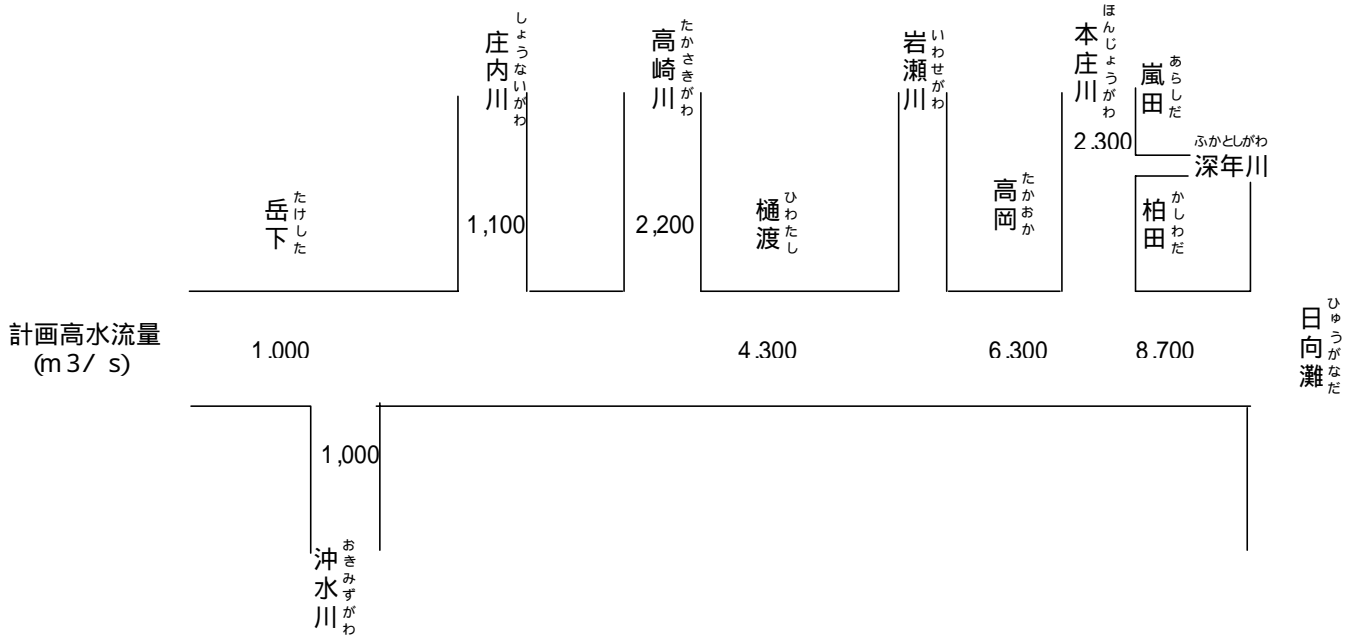 庄内川
しょうないがわ
高崎川
たかさきがわ
岩瀬川
いわせがわ
本庄川
ほんじょうがわ
嵐田
あらしだ
2.300
ふかとしがわ
深年川
岳下
たけした
1,100
2,200
樋渡
ひわたし
高岡
たかおか
柏田
かしわだ
計画高水流量
(m3/ s)
1.000
4.300
6.300
8.700
日向灘
ひゅうがなだ
1,000
沖水川
おきみずがわ